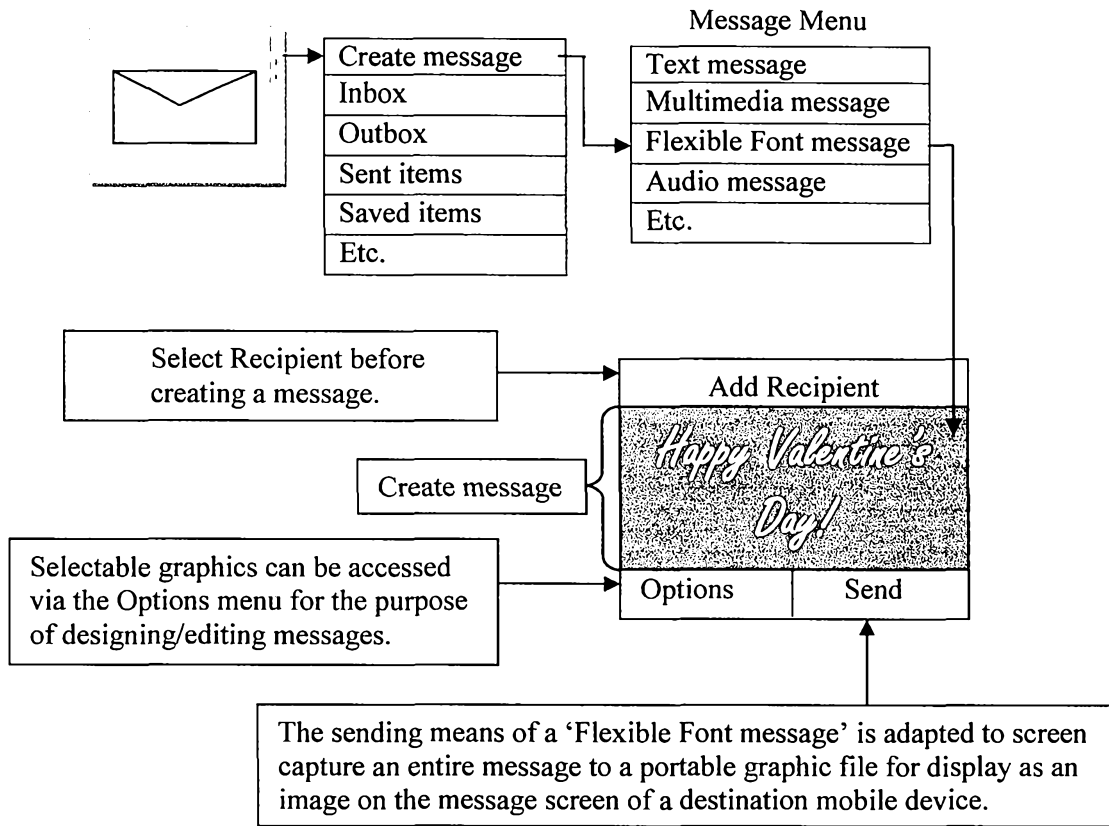 Message Menu
Create message
Inbox
Outbox
Sent items
Saved items
Etc.
Text message
Multimedia message
Flexible Font message
Audio message
Etc.
Select Recipient before
creating a message.
Add Recipient
Happy Valentine's
Day!
Create message
Selectable graphics can be accessed
via the Options menu for the purpose
of designing/editing messages.
Options
Send
The sending means of a ‘Flexible Font message’ is adapted to screen
capture an entire message to a portable graphic file for display as an
image on the message screen of a destination mobile device.